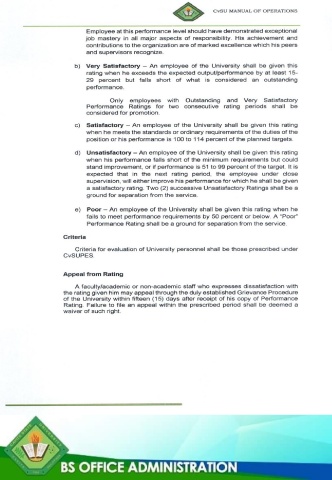 CvSU MANUAL OF OPERATIONS
Employee at this performance level should have demonstrated exceptional
job mastery in all major aspects of responsibility. His achievement and
contributions to the organization are of marked excellence which his peers
and supervisors recognize.
b) Very Satisfactory – An employee of the University shall be given this
rating when he exceeds the expected output/performance by at least 15-
29 percent but falls short of what is considered an outstanding
performance.
Only employees with Outstanding and Very Satisfactory
Performance Ratings for two consecutive rating periods shall be
considered for promotion.
c) Satisfactory – An employee of the University shall be given this rating
when he meets the standards or ordinary requirements of the duties of the
position or his performance is 100 to 114 percent of the planned targets.
d) Unsatisfactory – An employee of the University shall be given this rating
when his performance falls short of the minimum requirements but could
stand improvement, or if performance is 51 to 99 percent of the target. It is
expected that in the next rating period, the employee under close
supervision, will either improve his performance for which he shall be given
a satisfactory rating. Two (2) successive Unsatisfactory Ratings shall be a
ground for separation from the service.
e) Poor – An employee of the University shall be given this rating when he
fails to meet performance requirements by 50 percent or below. A "Poor"
Performance Rating shall be a ground for separation from the service.
Criteria
Criteria for evaluation of University personnel shall be those prescribed under
CvSUPES.
Appeal from Rating
A faculty/academic or non-academic staff who expresses dissatisfaction with
the rating given him may appeal through the duly established Grievance Procedure
of the University within fifteen (15) days after receipt of his copy of Performance
Rating. Failure to file an appeal within the prescribed period shall be deemed a
waiver of such right.
BS OFFICE ADMINISTRATION